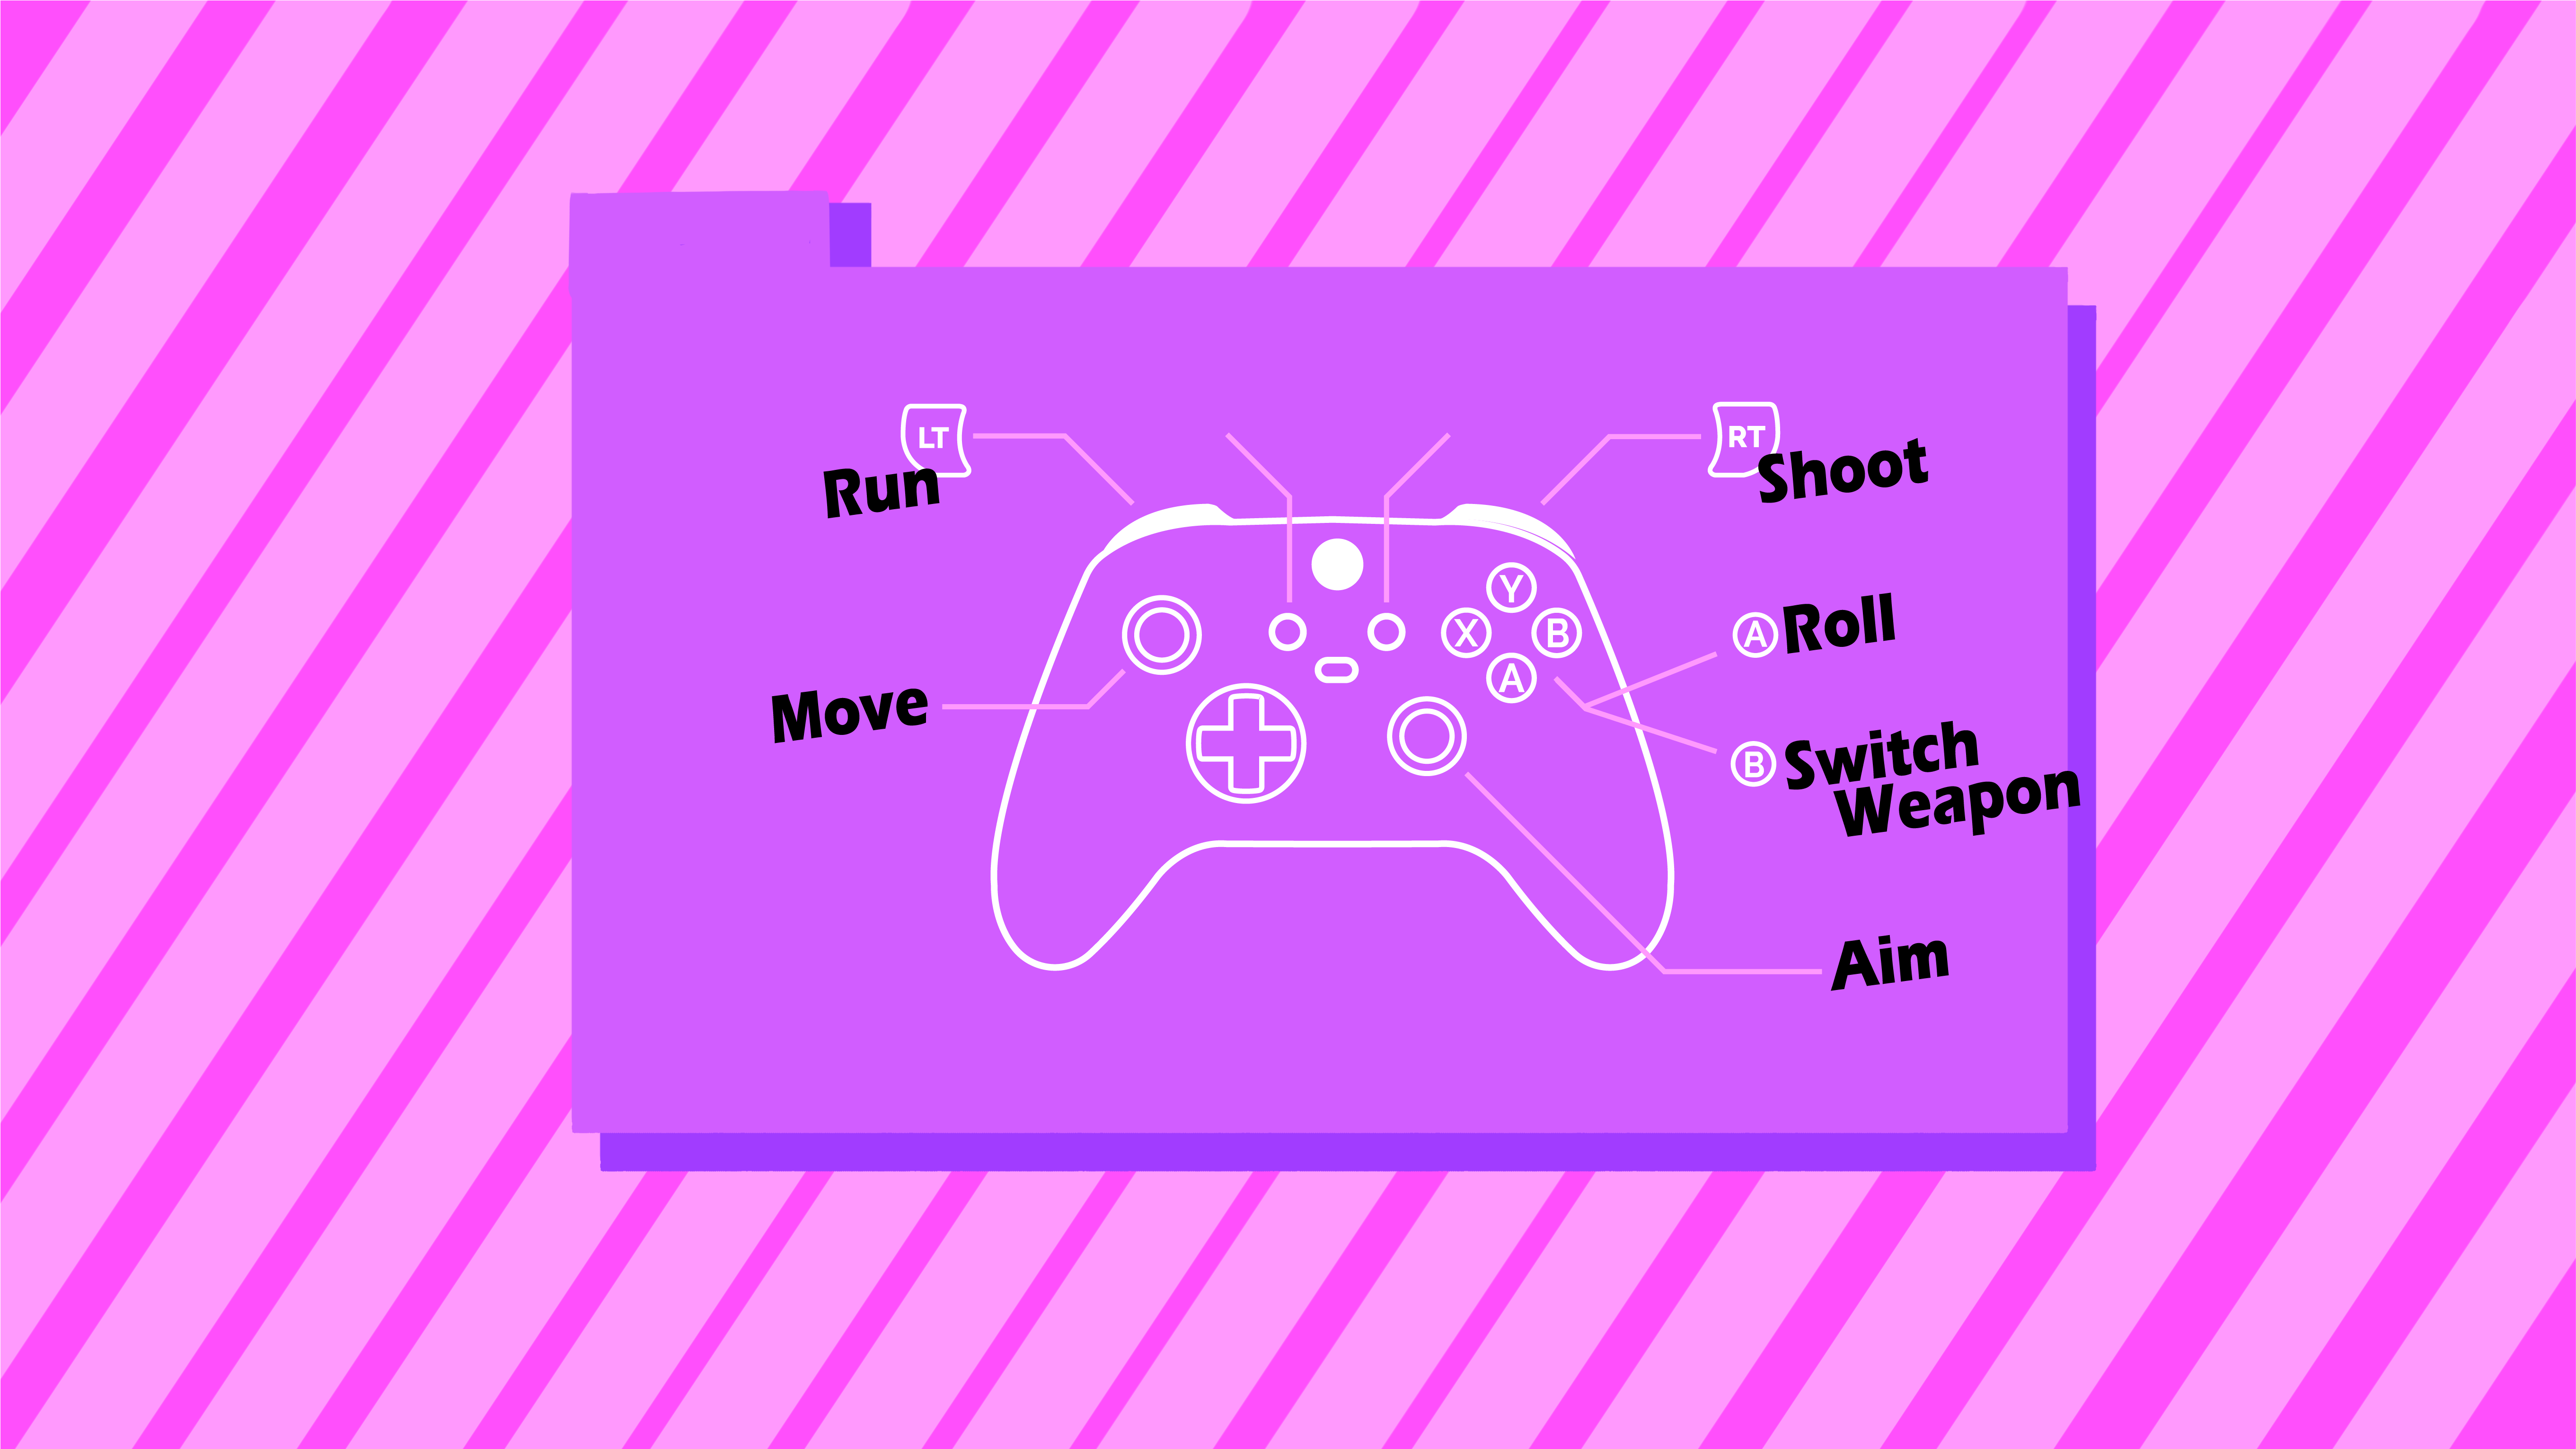 LT
Run
RT
Shoot
Y
X
B
A
A Roll
Move
B Switch
Weapon
Aim